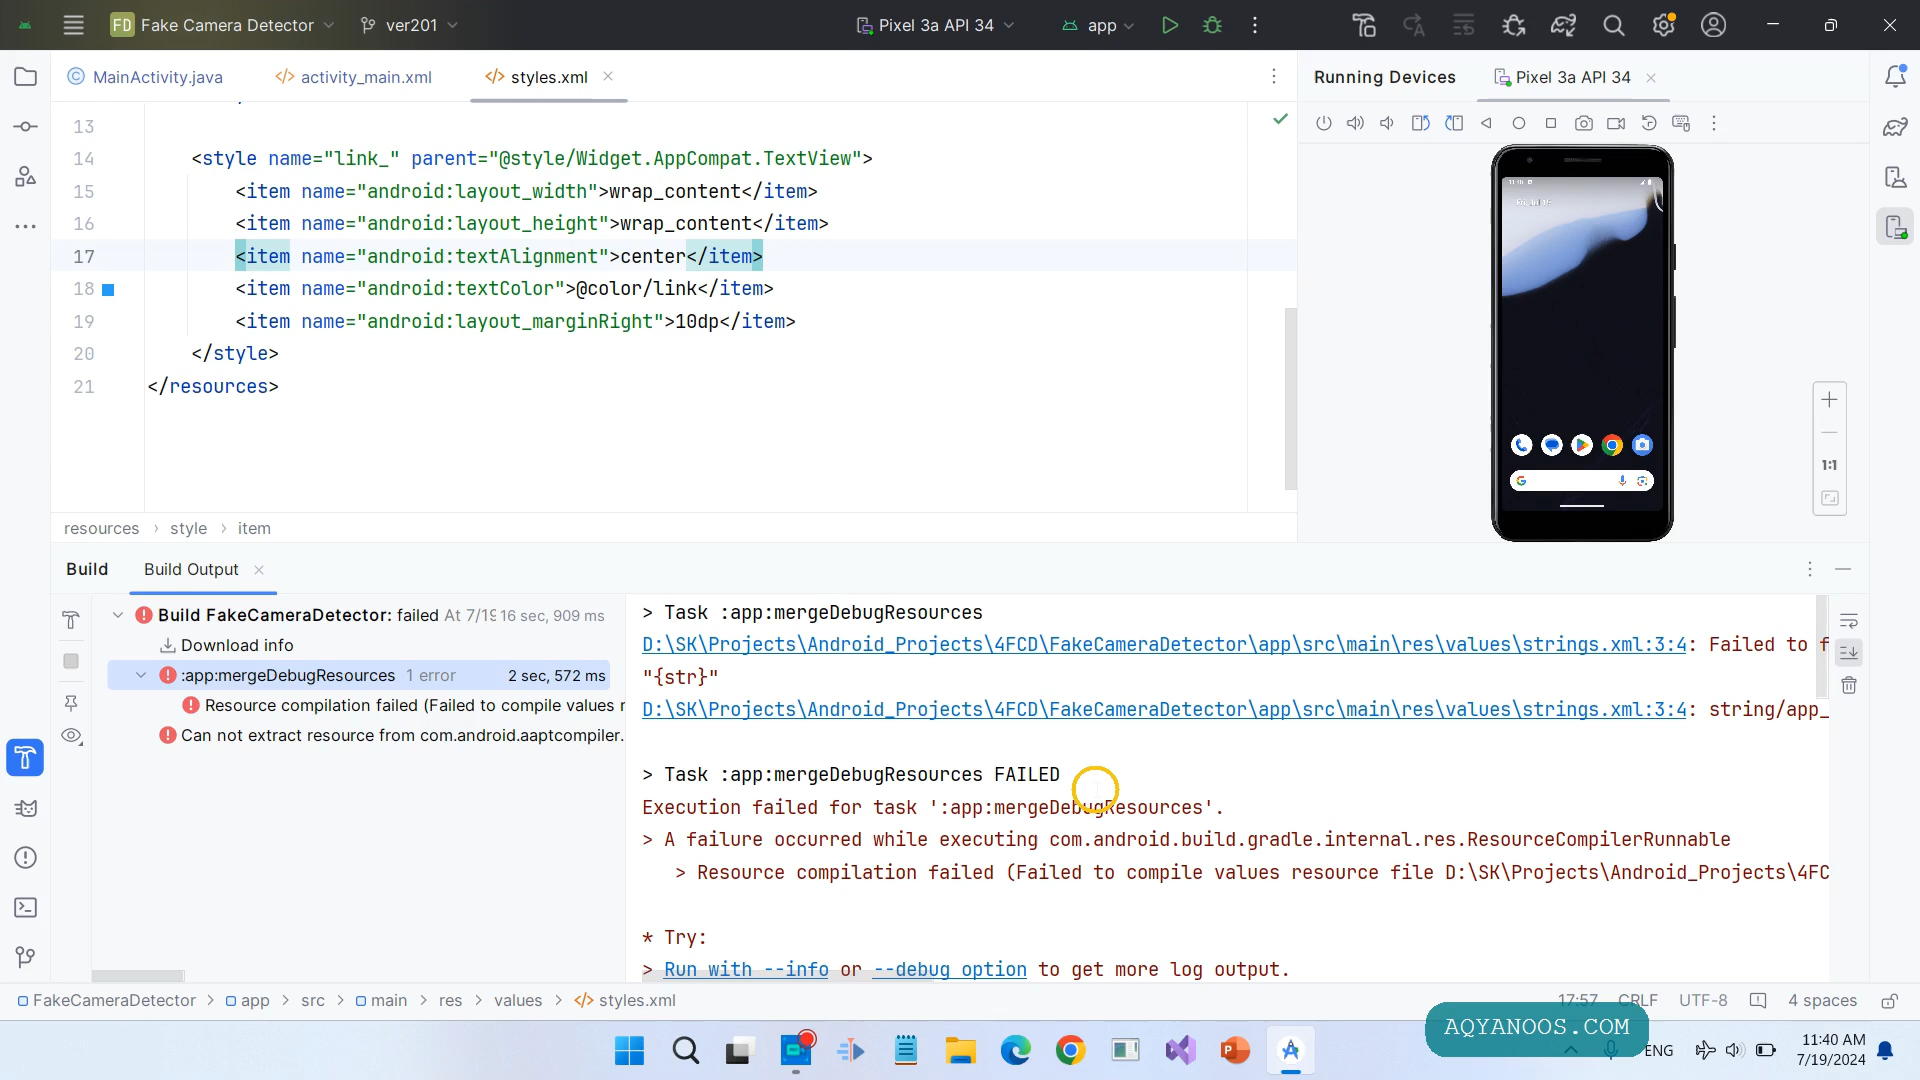 FD Fake Camera Detector ver201 Pixel 3a API 34 app
MainActivity.java activity_main.xml styles.xml
Running Devices Pixel 3a API 34
13
14 <style name="link_" parent="@style/Widget.AppCompat.TextView">
15 <item name="android:layout_width">wrap_content</item>
16 <item name="android:layout_height">wrap_content</item>
17 <item name="android:textAlignment">center</item>
18 <item name="android:textColor">@color/link</item>
19 <item name="android:layout_marginRight">10dp</item>
20 </style>
21 </resources>
1:1
resources › style › item
Build Build Output
Build FakeCameraDetector: failed At 7/19 16 sec, 909 ms
Download info
:app:mergeDebugResources 1 error 2 sec, 572 ms
Resource compilation failed (Failed to compile values r
Can not extract resource from com.android.aaptcompiler.
> Task :app:mergeDebugResources
D:\SK\Projects\Android_Projects\4FCD\FakeCameraDetector\app\src\main\res\values\strings.xml:3:4: Failed to f
"{str}"
D:\SK\Projects\Android_Projects\4FCD\FakeCameraDetector\app\src\main\res\values\strings.xml:3:4: string/app_
> Task :app:mergeDebugResources FAILED
Execution failed for task ':app:mergeDebugResources'.
> A failure occurred while executing com.android.build.gradle.internal.res.ResourceCompilerRunnable
> Resource compilation failed (Failed to compile values resource file D:\SK\Projects\Android_Projects\4FC
* Try:
> Run with --info or --debug option to get more log output.
FakeCameraDetector > app > src > main > res > values > styles.xml
17:57 CRLF UTF-8 4 spaces
AQYANOOS.COM
ENG
11:40 AM
7/19/2024